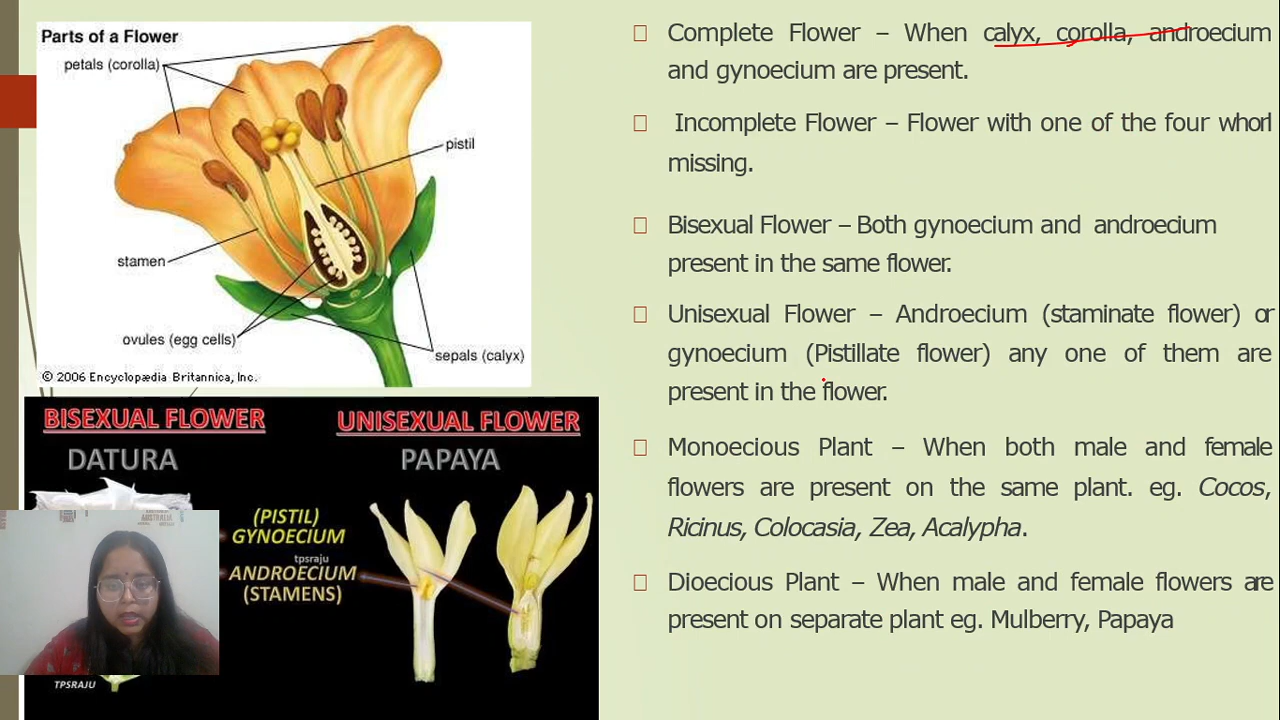 Parts of a Flower
petals (corolla)
pistil
stamen
ovules (egg cells)
sepals (calyx)
© 2006 Encyclopædia Britannica, Inc.
BISEXUAL FLOWER
UNISEXUAL FLOWER
DATURA
PAPAYA
(PISTIL)
GYNOECIUM
tpsraju
ANDROECIUM
(STAMENS)
TPSRAJU
Complete Flower – When calyx, corolla, androecium
and gynoecium are present.
Incomplete Flower – Flower with one of the four whorl
missing.
Bisexual Flower – Both gynoecium and androecium
present in the same flower.
Unisexual Flower – Androecium (staminate flower) or
gynoecium (Pistillate flower) any one of them are
present in the flower.
Monoecious Plant – When both male and female
flowers are present on the same plant. eg. Cocos,
Ricinus, Colocasia, Zea, Acalypha.
Dioecious Plant – When male and female flowers are
present on separate plant eg. Mulberry, Papaya